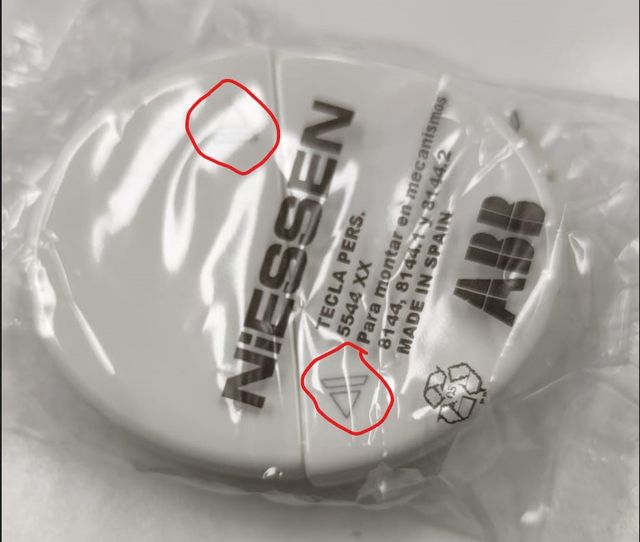 NiESSEN
TECLA PERS.
5544 XX
Para montar en mecanismos
8144, 8144.1 y 8144.2
MADE IN SPAIN
ABB